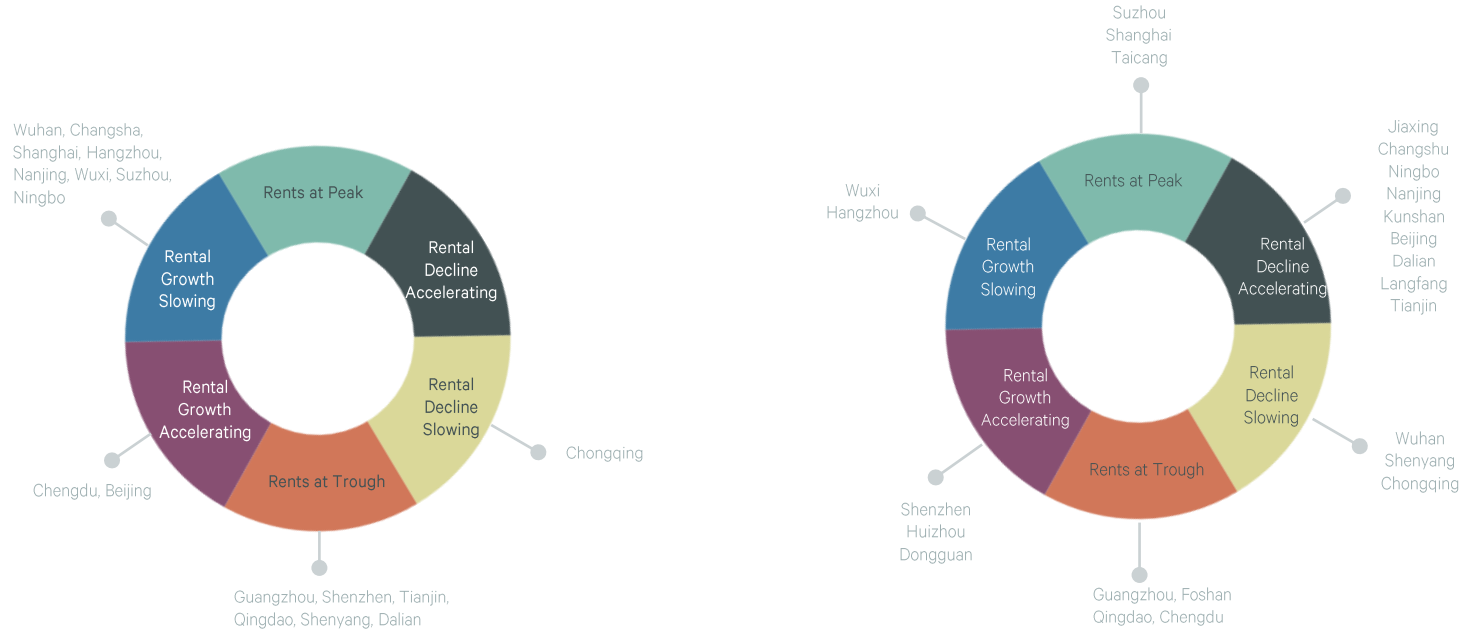 Wuhan, Changsha,
Shanghai, Hangzhou,
Nanjing, Wuxi, Suzhou,
Ningbo
Rents at Peak
Rental
Growth
Slowing
Rental
Decline
Accelerating
Rental
Growth
Accelerating
Rental
Decline
Slowing
Rents at Trough
Chengdu, Beijing
Chongqing
Guangzhou, Shenzhen, Tianjin,
Qingdao, Shenyang, Dalian
Suzhou
Shanghai
Taicang
Wuxi
Hangzhou
Rents at Peak
Jiaxing
Changshu
Ningbo
Nanjing
Kunshan
Beijing
Dalian
Langfang
Tianjin
Rental
Growth
Slowing
Rental
Decline
Accelerating
Rental
Growth
Accelerating
Rental
Decline
Slowing
Rents at Trough
Wuhan
Shenyang
Chongqing
Shenzhen
Huizhou
Dongguan
Guangzhou, Foshan
Qingdao, Chengdu